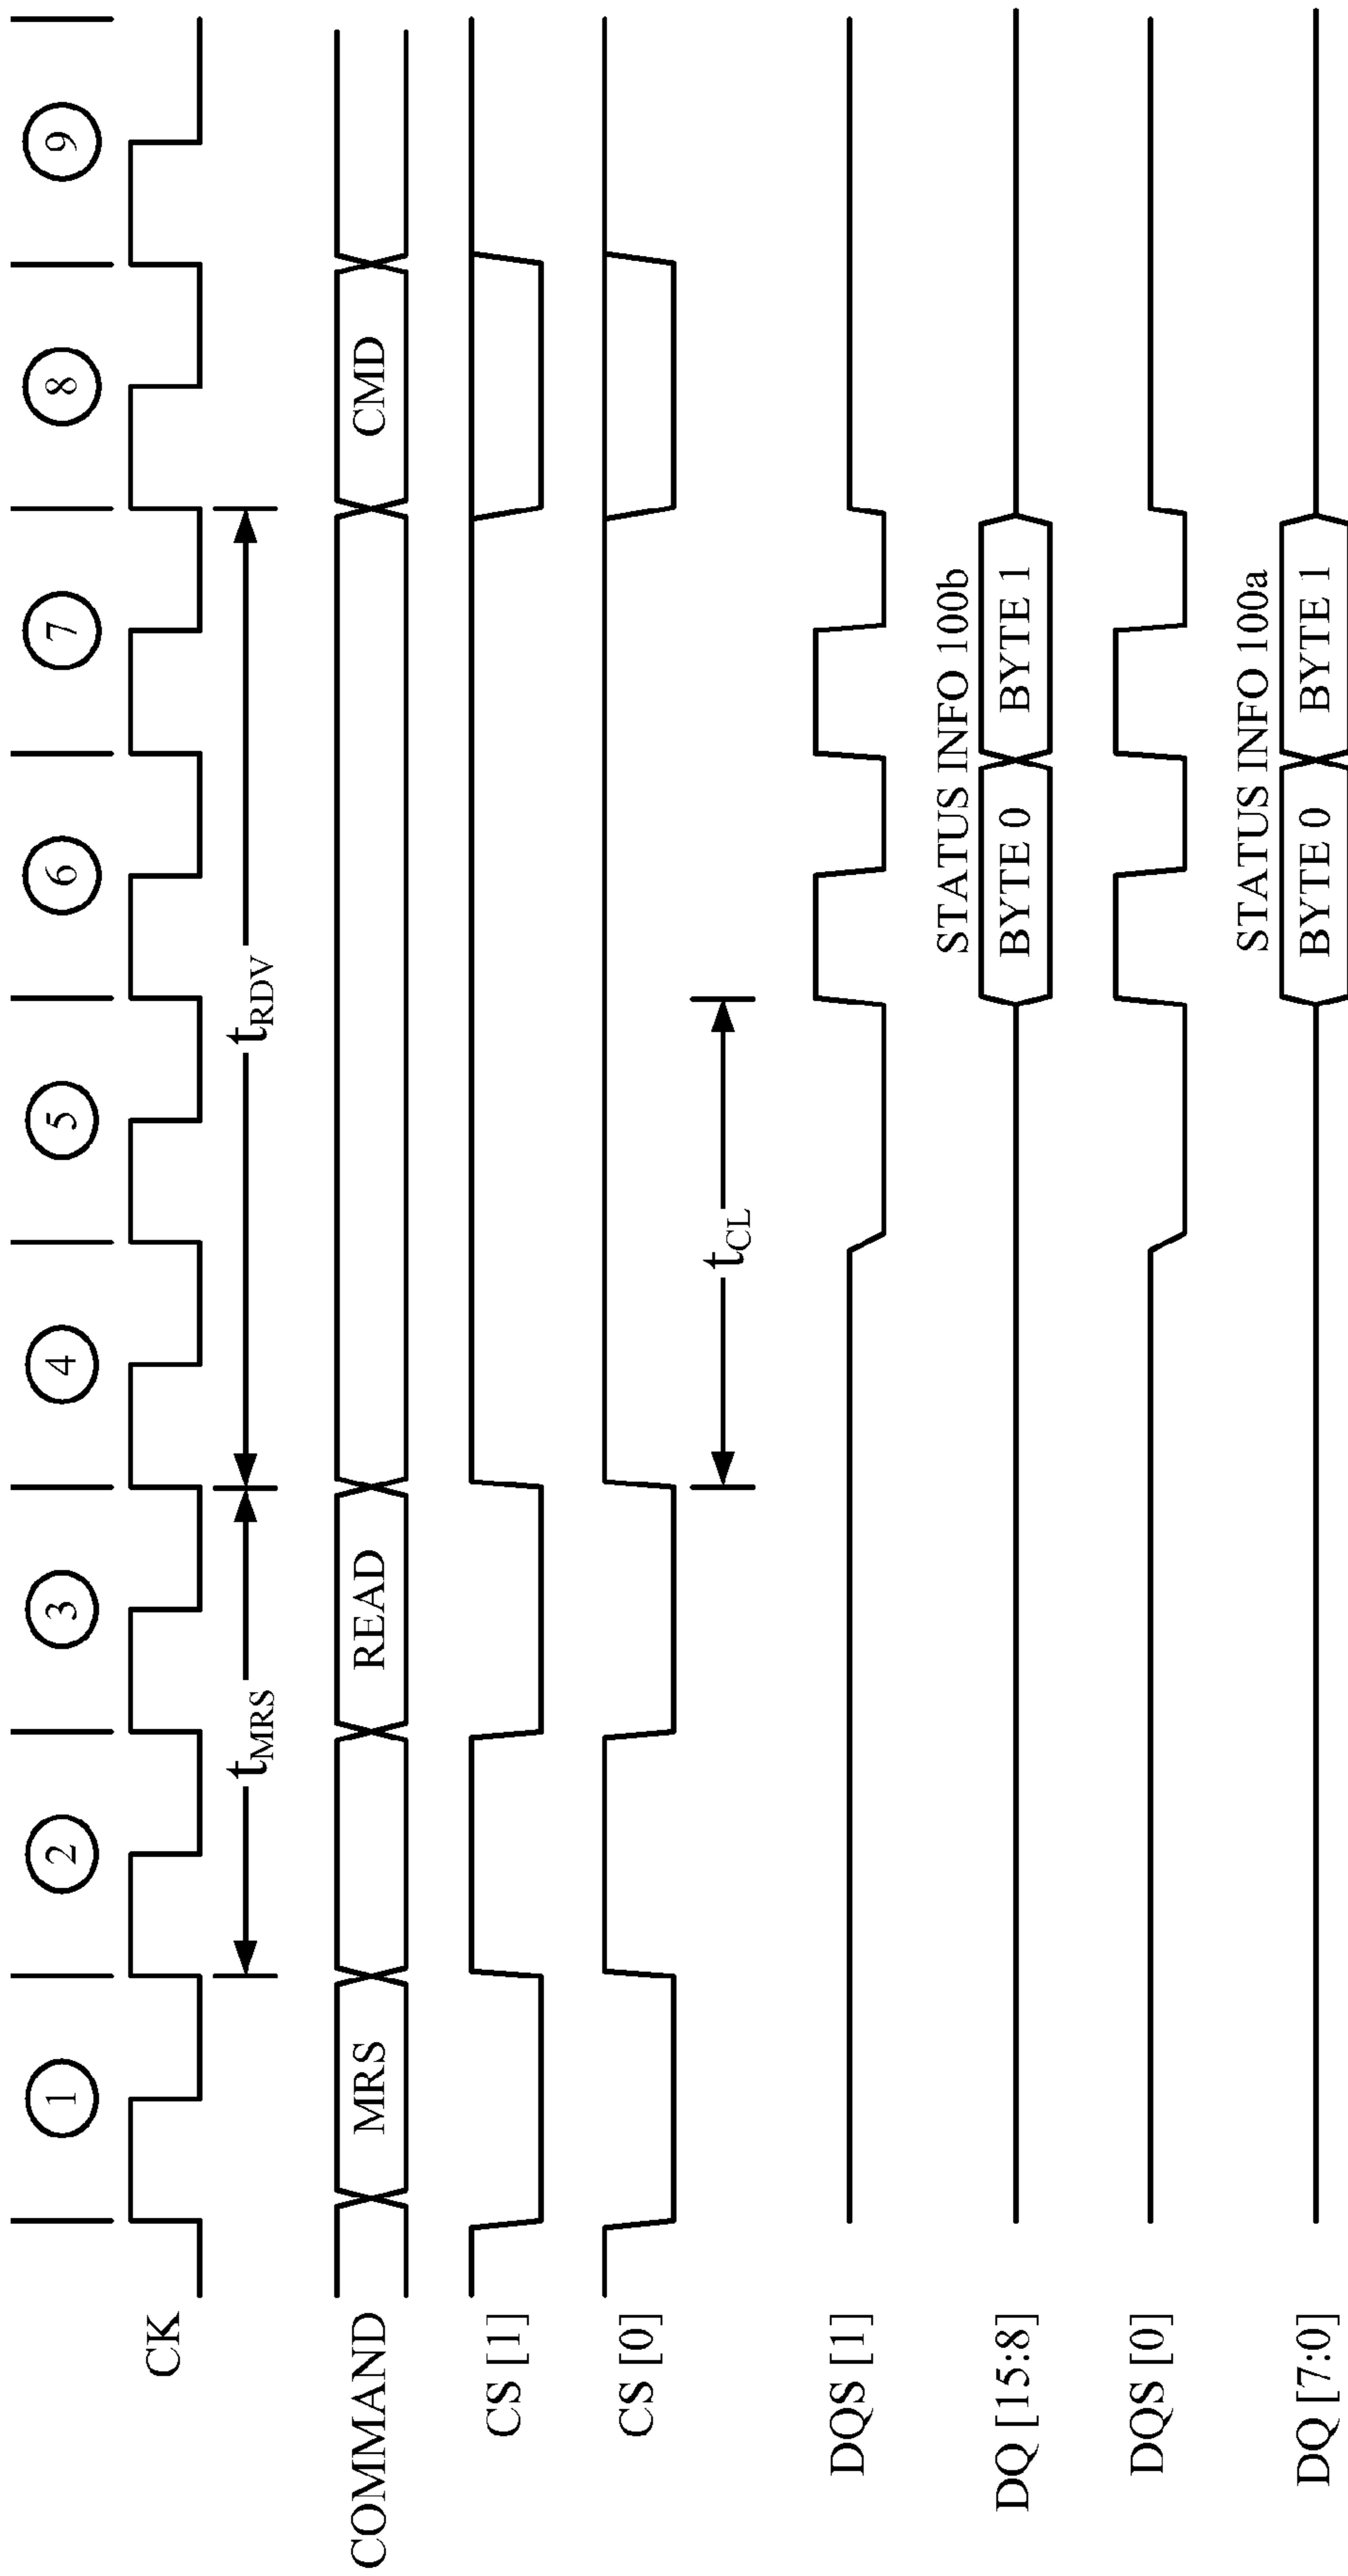 1 2 3 4 5 6 7 8 9
CK
tMRS tRDV
COMMAND MRS READ CMD
CS [1]
CS [0]
tCL
DQS [1]
STATUS INFO 100b
DQ [15:8] BYTE 0 BYTE 1
DQS [0]
STATUS INFO 100a
DQ [7:0] BYTE 0 BYTE 1